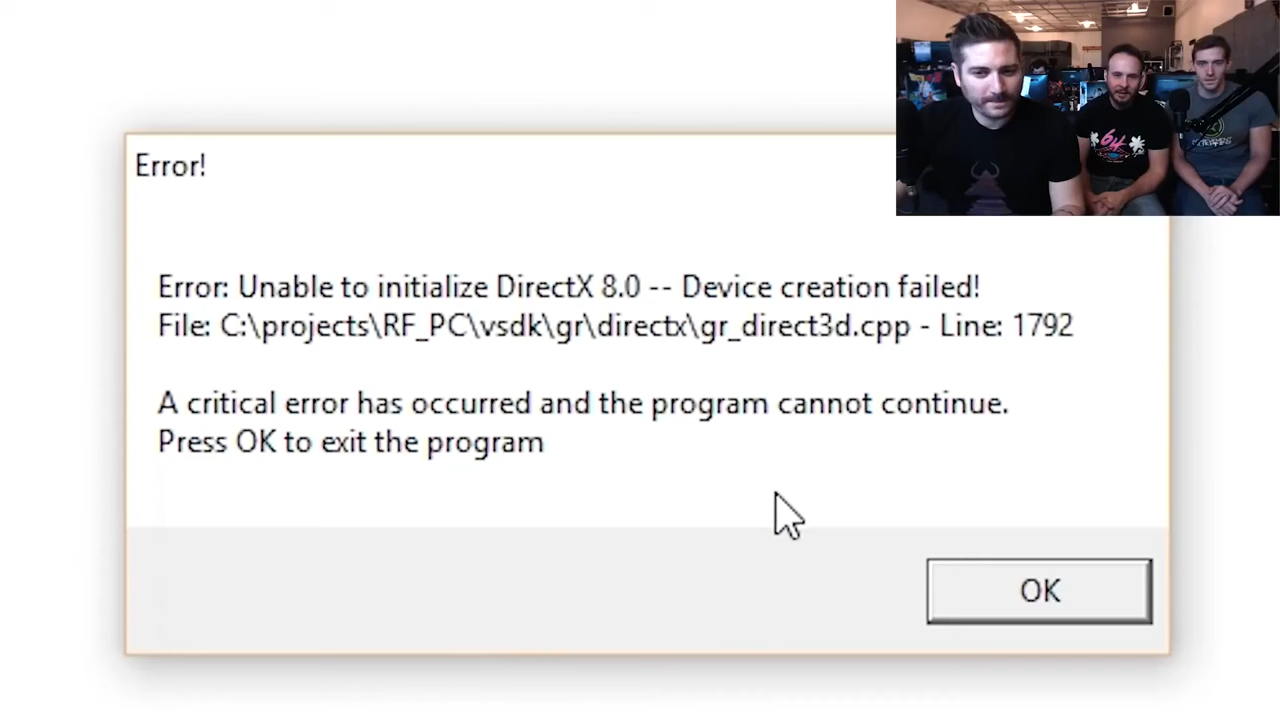 Error!
Error: Unable to initialize DirectX 8.0 -- Device creation failed!
File: C:\projects\RF_PC\vsdk\gr\directx\gr_direct3d.cpp - Line: 1792
A critical error has occurred and the program cannot continue.
Press OK to exit the program
OK
64